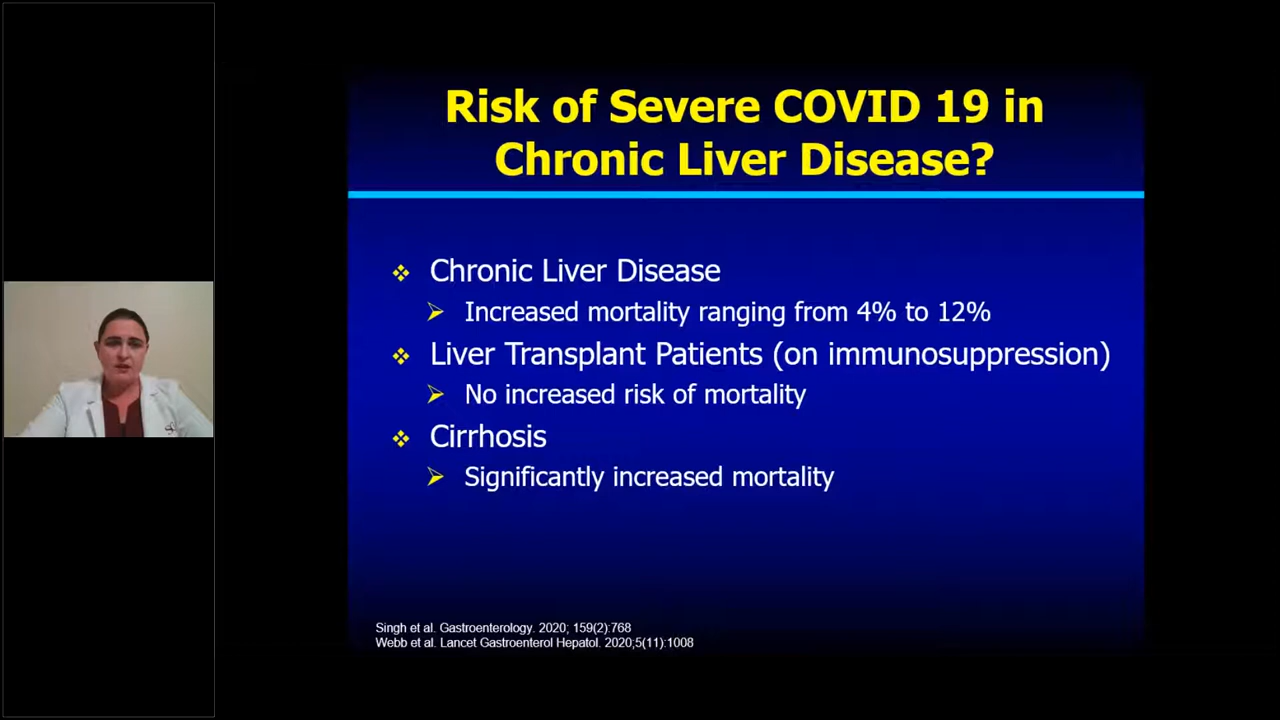 Risk of Severe COVID 19 in
Chronic Liver Disease?
Chronic Liver Disease
Increased mortality ranging from 4% to 12%
Liver Transplant Patients (on immunosuppression)
No increased risk of mortality
Cirrhosis
Significantly increased mortality
Singh et al. Gastroenterology. 2020; 159(2):768
Webb et al. Lancet Gastroenterol Hepatol. 2020;5(11):1008